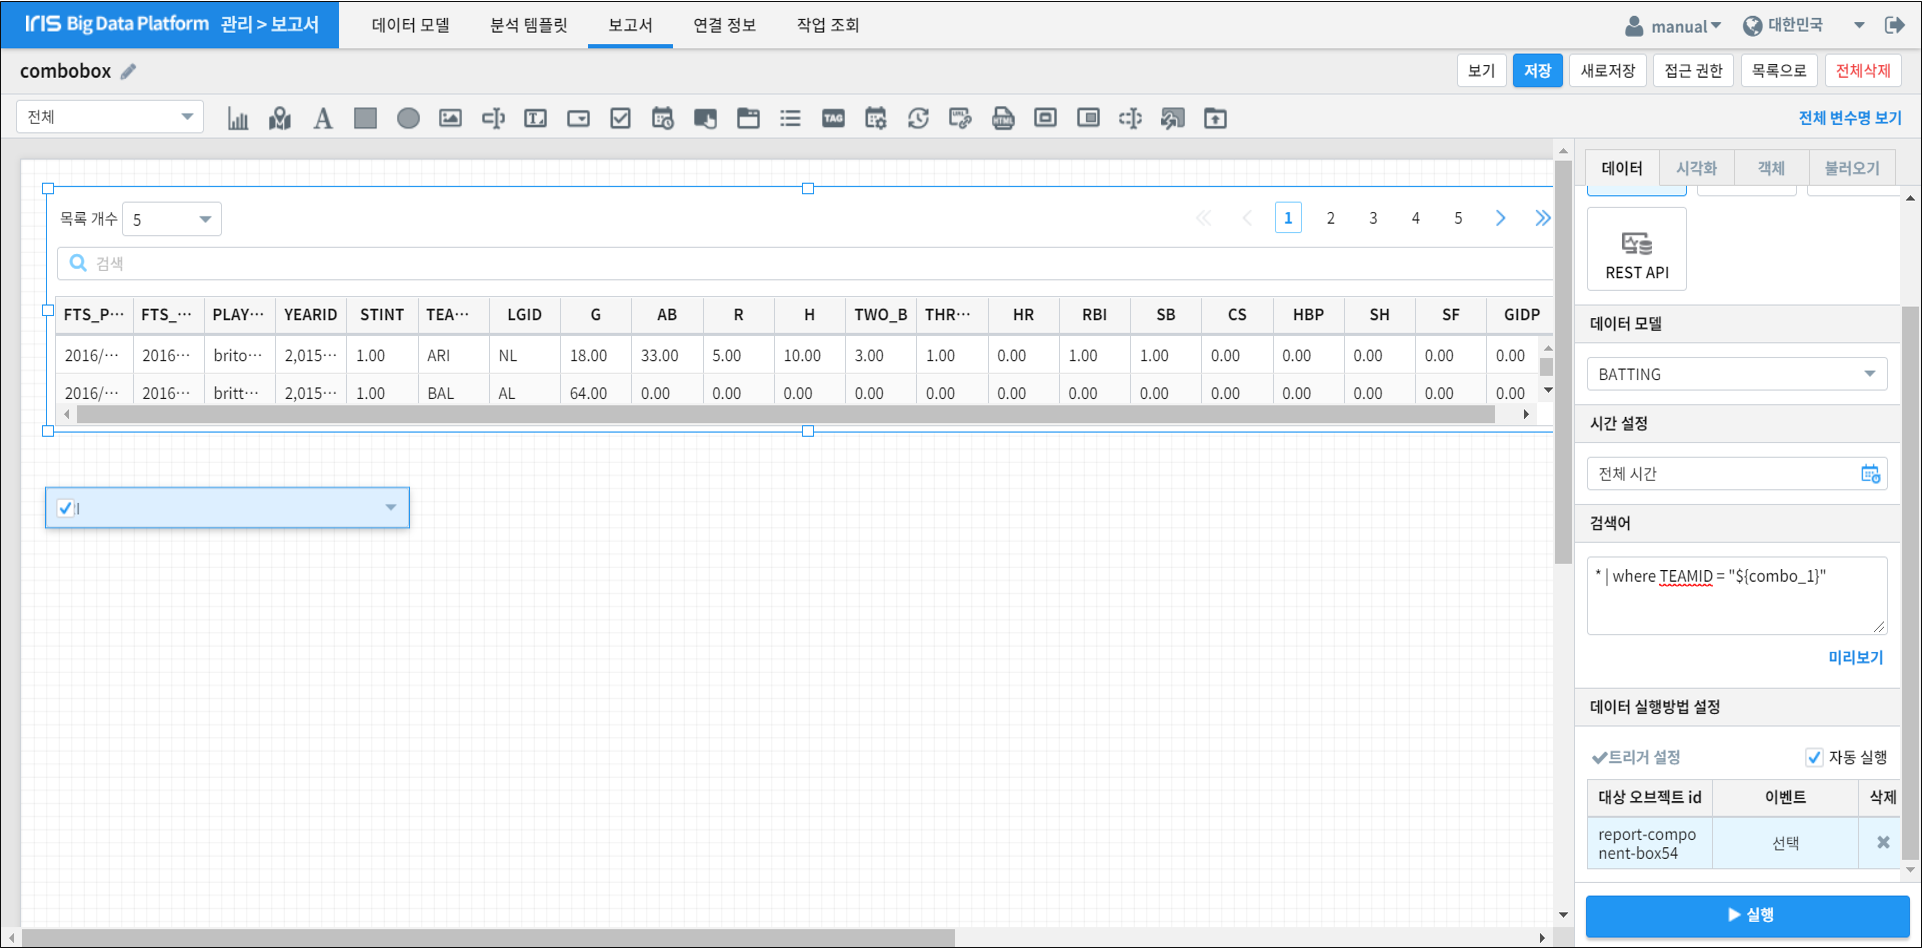 IRIS Big Data Platform 관리 > 보고서 데이터 모델 분석 템플릿 보고서 연결 정보 작업 조회 manual 대한민국
combobox 보기 저장 새로저장 접근 권한 목록으로 전체삭제
전체 A T TAG URL HTML 전체 변수명 보기
데이터 시각화 객체 불러오기
목록 개수 5 1 2 3 4 5
검색
REST API
FTS_P··· FTS_··· PLAY··· YEARID STINT TEA··· LGID G AB R H TWO_B THR··· HR RBI SB CS HBP SH SF GIDP
2016/··· 2016··· brito··· 2,015··· 1.00 ARI NL 18.00 33.00 5.00 10.00 3.00 1.00 0.00 1.00 1.00 0.00 0.00 0.00 0.00 0.00
2016/··· 2016··· britt··· 2,015··· 1.00 BAL AL 64.00 0.00 0.00 0.00 0.00 0.00 0.00 0.00 0.00 0.00 0.00 0.00 0.00 0.00
데이터 모델
BATTING
시간 설정
전체 시간
검색어
* | where TEAMID = "${combo_1}"
미리보기
데이터 실행방법 설정
트리거 설정 자동 실행
대상 오브젝트 id 이벤트 삭제
report-compo
nent-box54 선택
실행